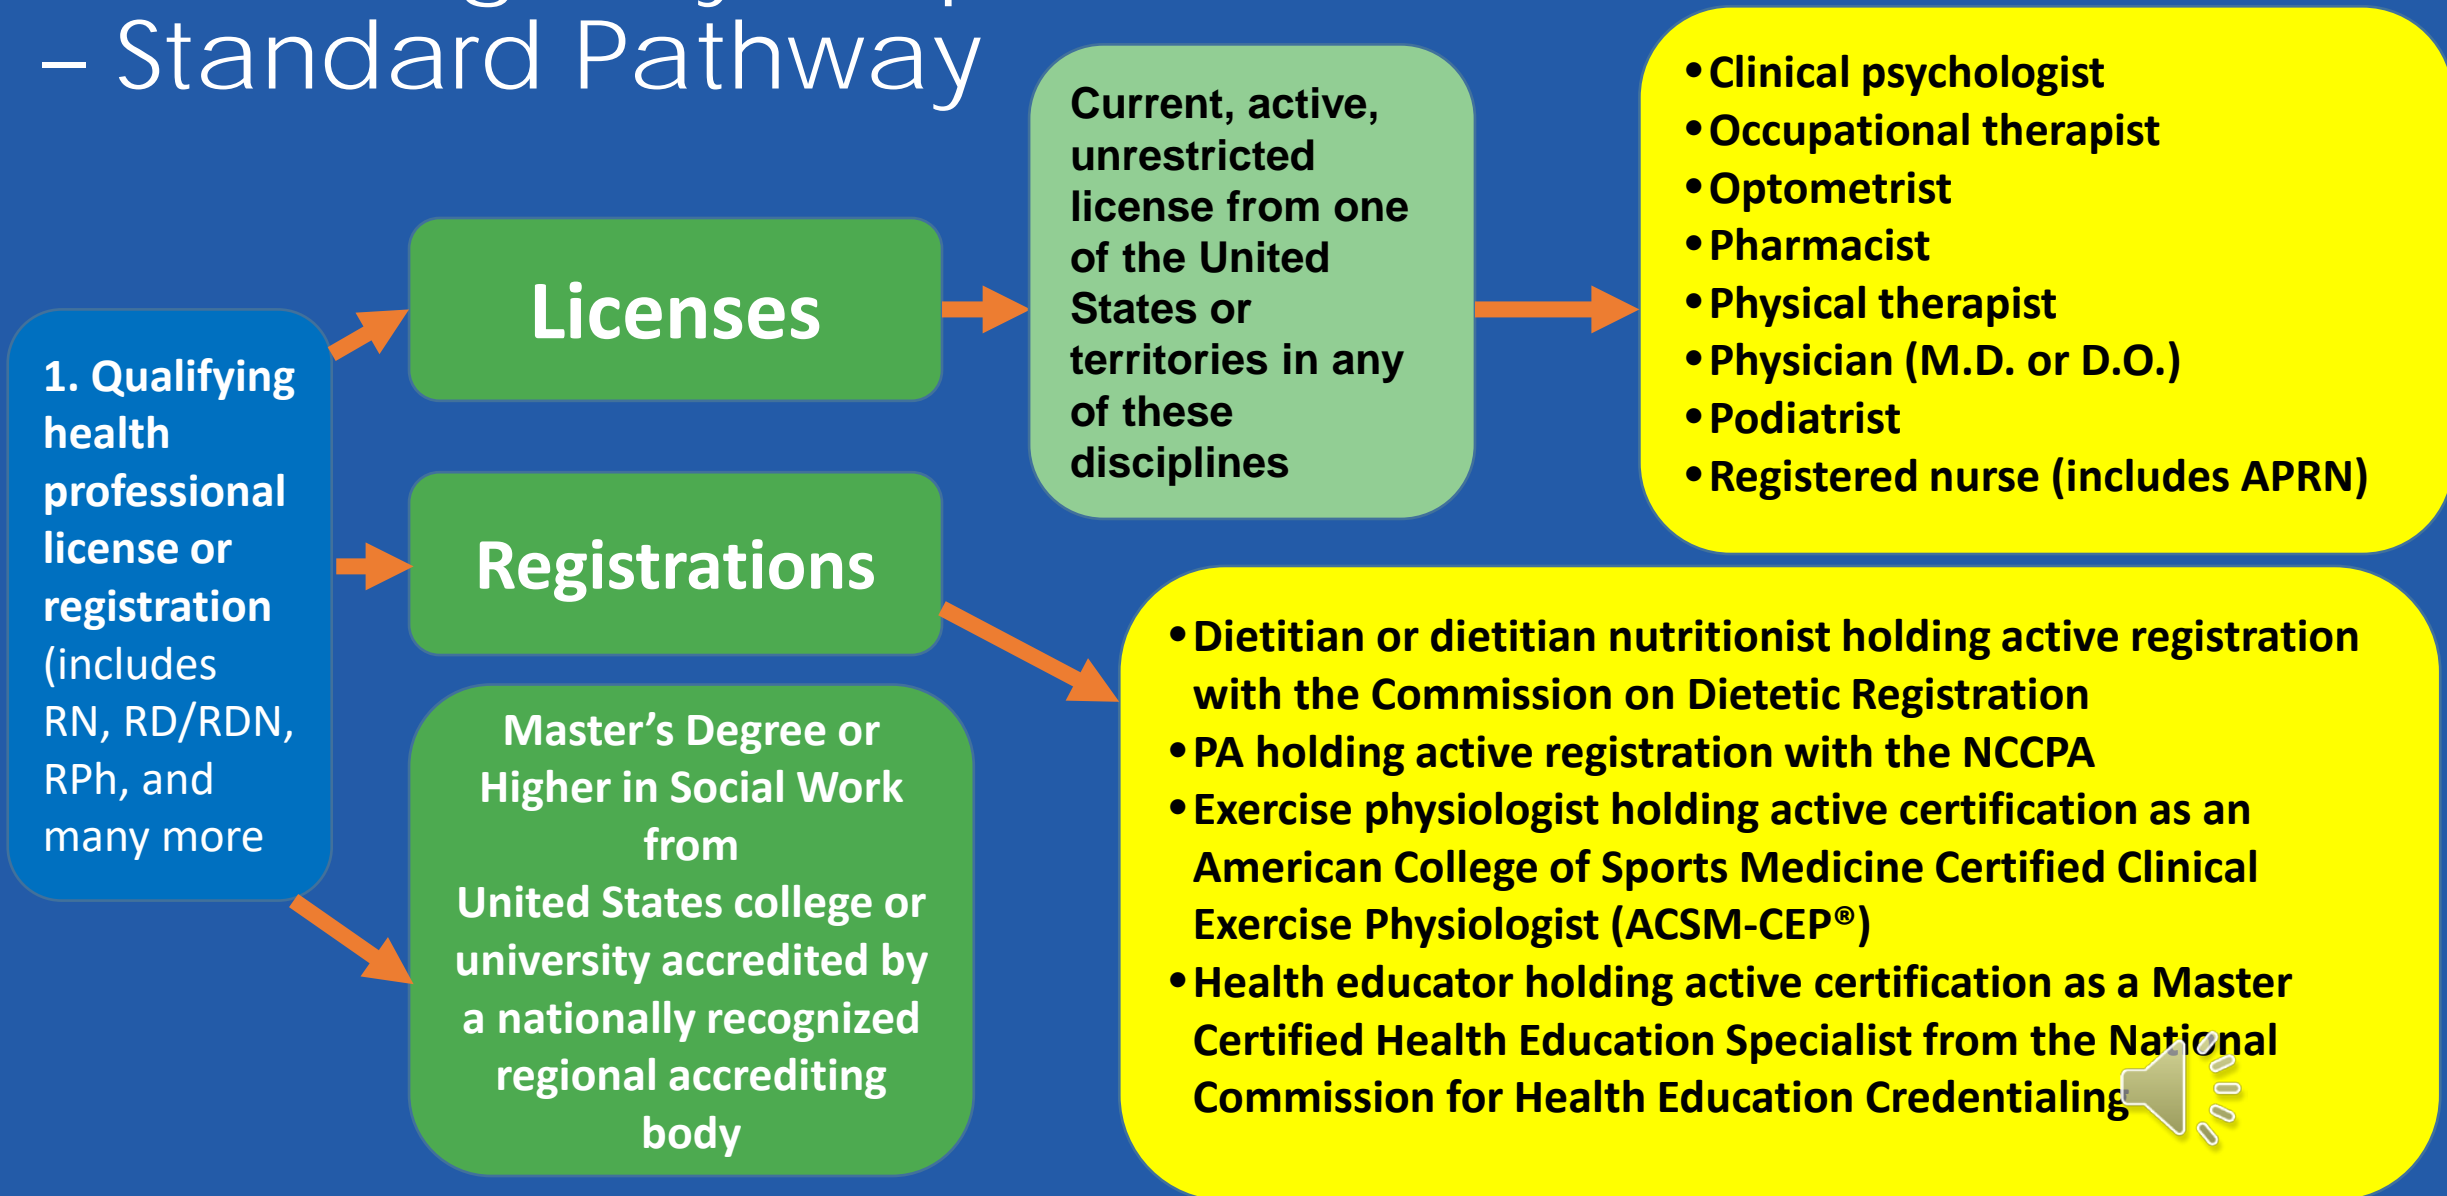 – Standard Pathway
1. Qualifying
health
professional
license or
registration
(includes
RN, RD/RDN,
RPh, and
many more
Licenses
Current, active,
unrestricted
license from one
of the United
States or
territories in any
of these
disciplines
•Clinical psychologist
•Occupational therapist
•Optometrist
•Pharmacist
•Physical therapist
•Physician (M.D. or D.O.)
•Podiatrist
•Registered nurse (includes APRN)
Registrations
•Dietitian or dietitian nutritionist holding active registration
with the Commission on Dietetic Registration
•PA holding active registration with the NCCPA
•Exercise physiologist holding active certification as an
American College of Sports Medicine Certified Clinical
Exercise Physiologist (ACSM-CEP®)
•Health educator holding active certification as a Master
Certified Health Education Specialist from the National
Commission for Health Education Credentialing
Master’s Degree or
Higher in Social Work
from
United States college or
university accredited by
a nationally recognized
regional accrediting
body